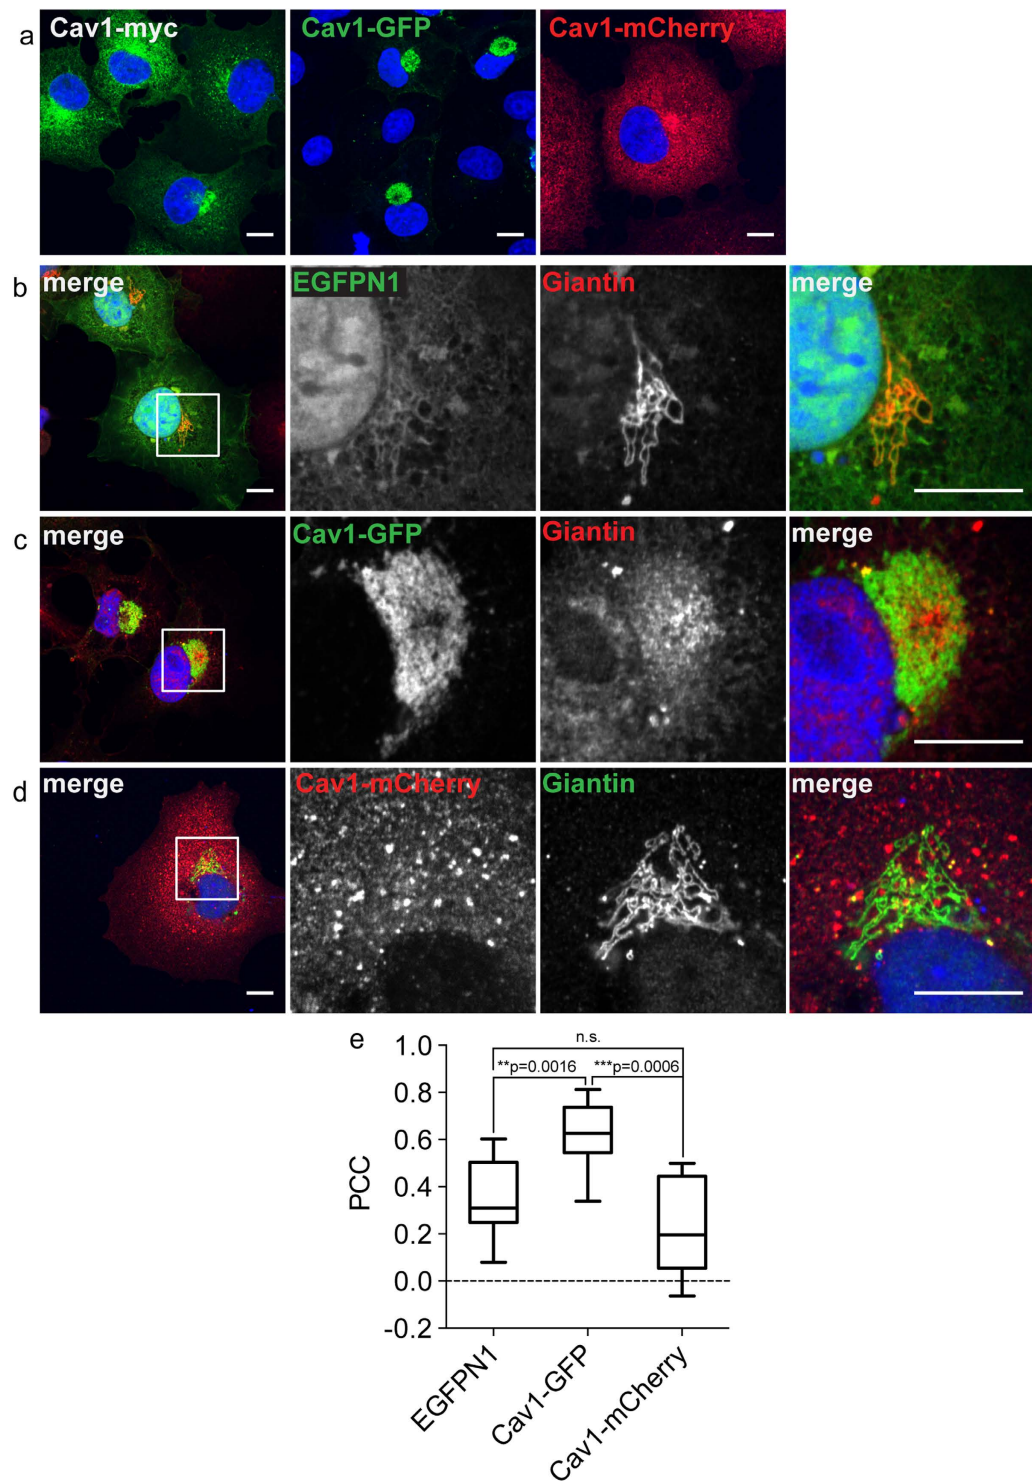 a
Cav1-myc
Cav1-GFP
Cav1-mCherry
b
merge
EGFPN1
Giantin
merge
c
merge
Cav1-GFP
Giantin
merge
d
merge
Cav1-mCherry
Giantin
merge
e
n.s.
**p=0.0016
***p=0.0006
PCC
1.0
0.8
0.6
0.4
0.2
0.0
-0.2
EGFPN1
Cav1-GFP
Cav1-mCherry